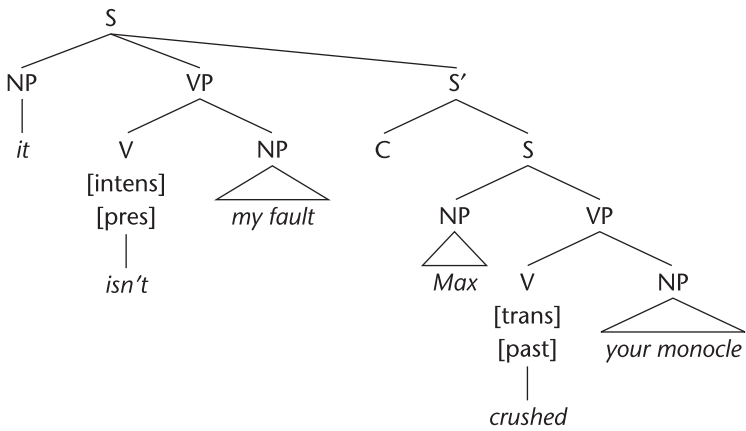 S
NP VP S′
it V NP C S
[intens]
[pres] my fault NP VP
isn't Max V NP
[trans]
[past] your monocle
crushed